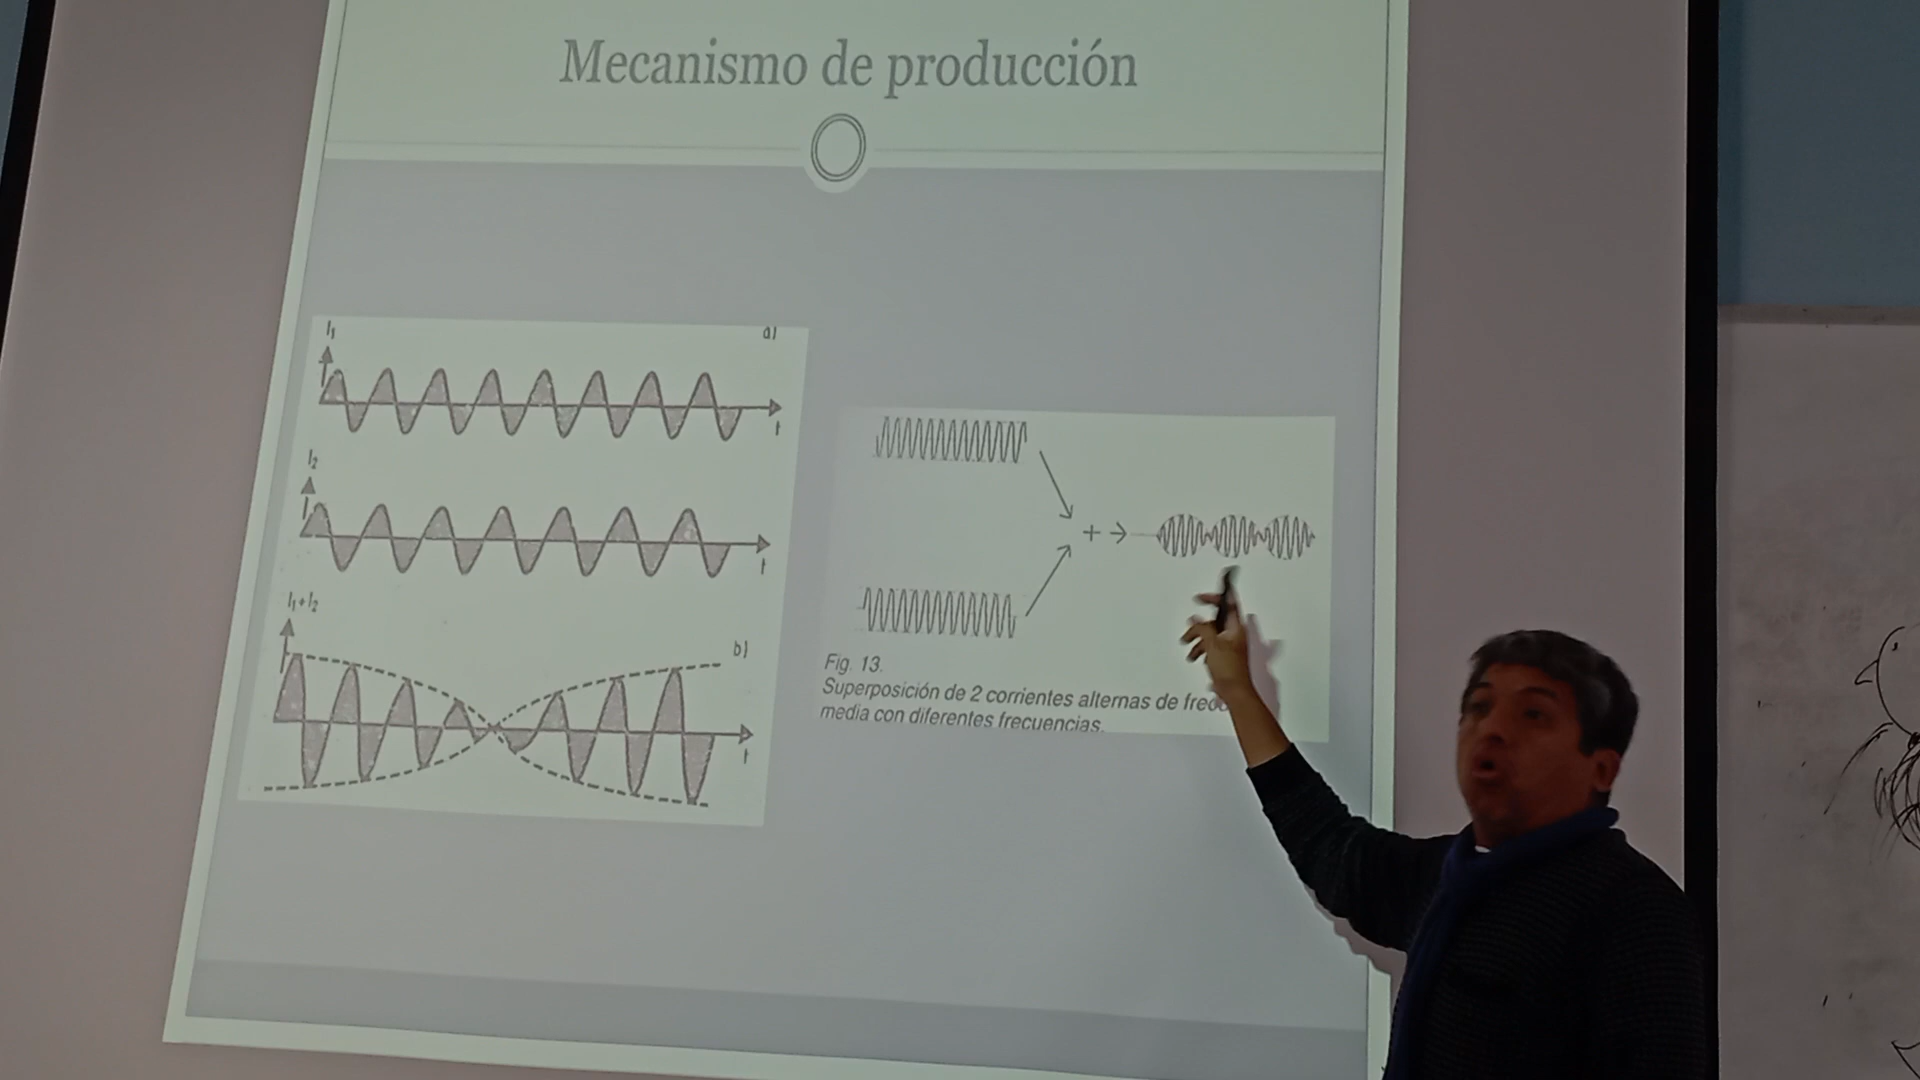 Mecanismo de producción
I₁
a)
t
I₂
t
I₁+I₂
b)
t
+
Fig. 13.
Superposición de 2 corrientes alternas de
media con diferentes frecuencias.